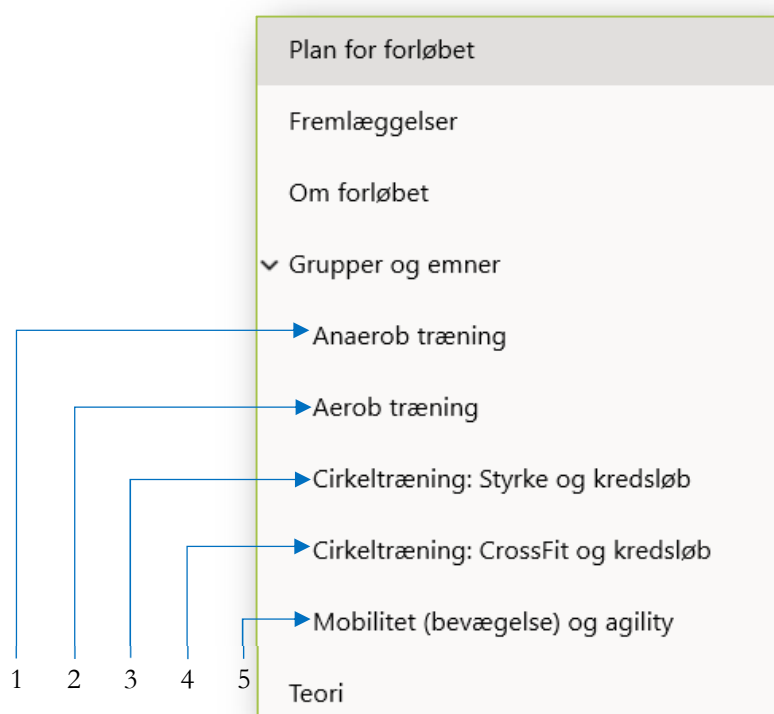 Plan for forløbet
Fremlæggelser
Om forløbet
Grupper og emner
Anaerob træning
Aerob træning
Cirkeltræning: Styrke og kredsløb
Cirkeltræning: CrossFit og kredsløb
Mobilitet (bevægelse) og agility
1 2 3 4 5
Teori